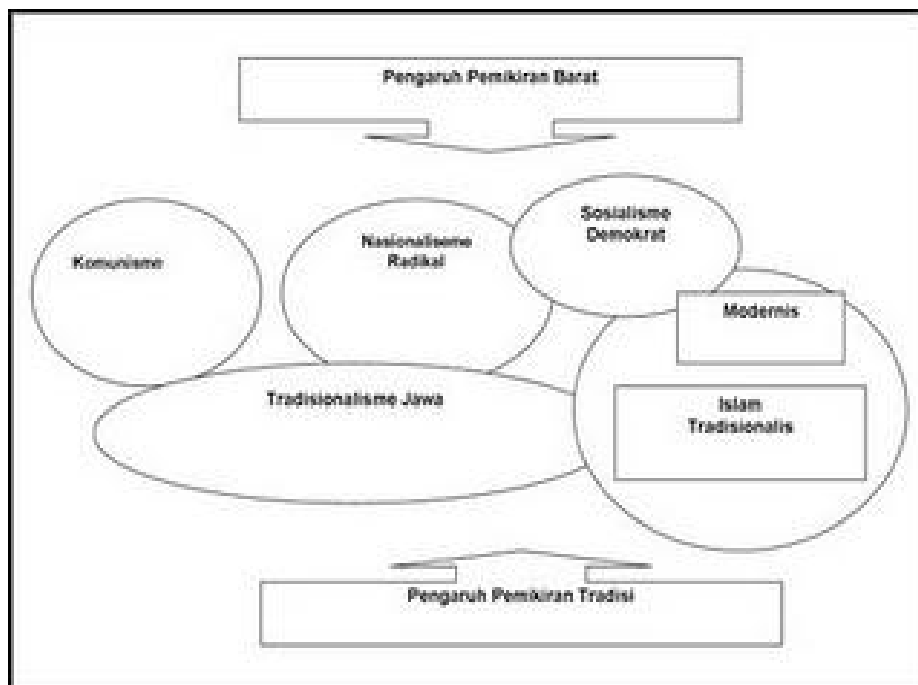 Pengaruh Pemikiran Barat
Sosialisme
Demokrat
Nasionalisme
Radikal
Komunisme
Modernis
Tradisionalisme Jawa
Islam
Tradisionalis
Pengaruh Pemikiran Tradisi